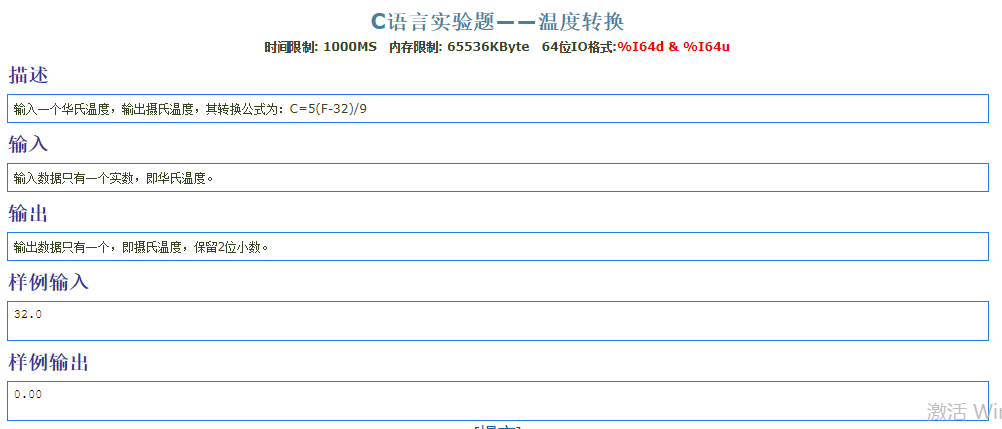 C语言实验题——温度转换
时间限制: 1000MS 内存限制: 65536KByte 64位IO格式:%I64d & %I64u
描述
输入一个华氏温度，输出摄氏温度，其转换公式为：C=5(F-32)/9
输入
输入数据只有一个实数，即华氏温度。
输出
输出数据只有一个，即摄氏温度，保留2位小数。
样例输入
32.0
样例输出
0.00
激活 Win